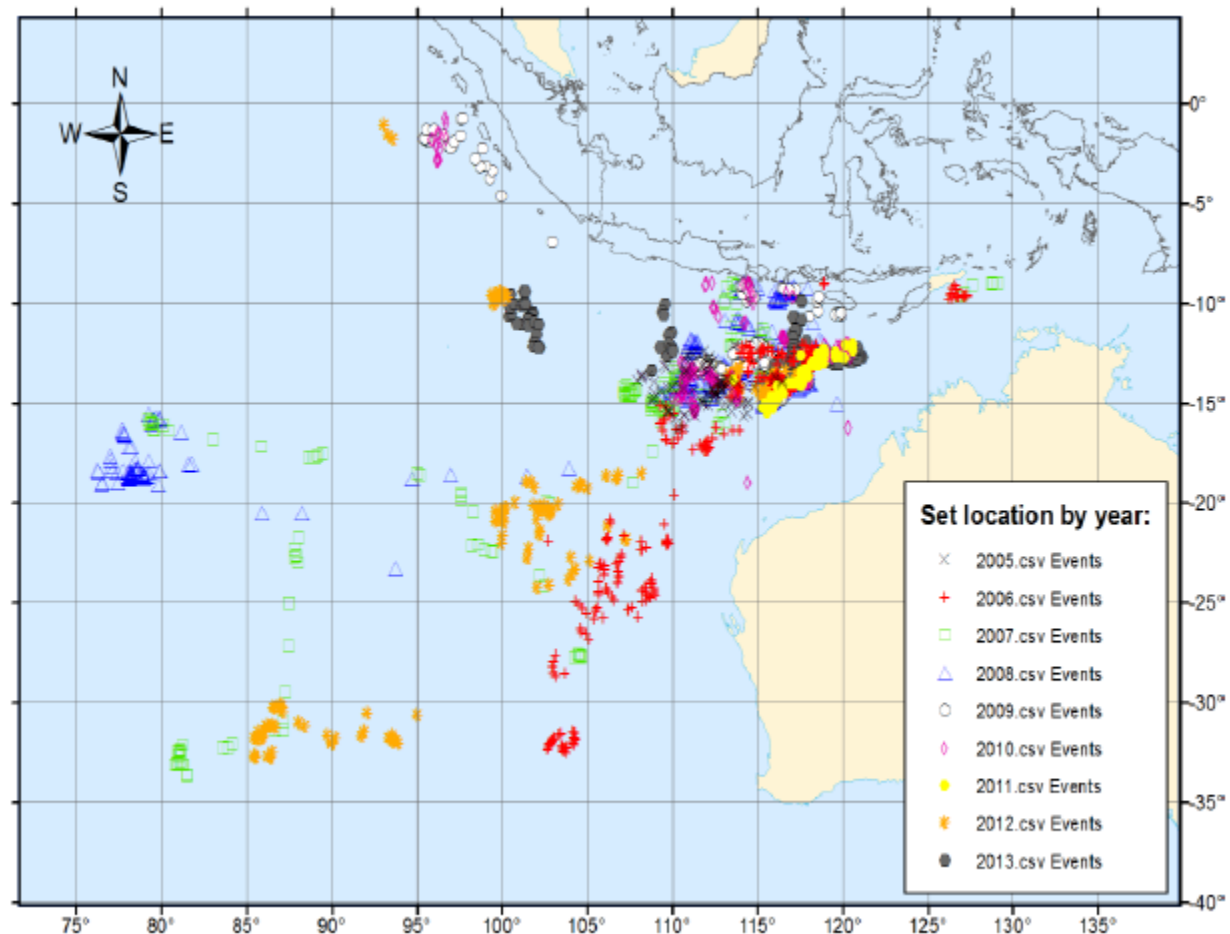 N
W E
S
0°
-5°
-10°
-15°
-20°
-25°
-30°
-35°
-40°
Set location by year:
2005.csv Events
2006.csv Events
2007.csv Events
2008.csv Events
2009.csv Events
2010.csv Events
2011.csv Events
2012.csv Events
2013.csv Events
75° 80° 85° 90° 95° 100° 105° 110° 115° 120° 125° 130° 135°